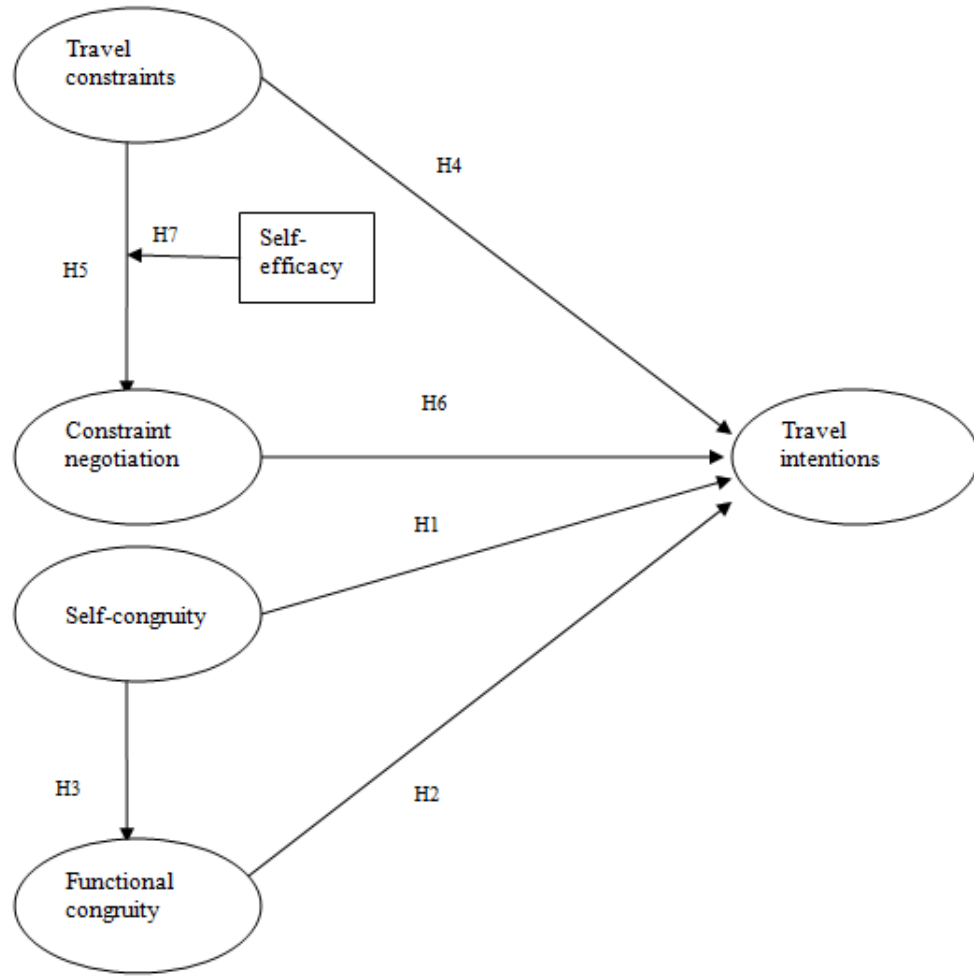 Travel
constraints
H4
H7
Self-
efficacy
H5
Constraint
negotiation
H6
Travel
intentions
H1
Self-congruity
H3
H2
Functional
congruity